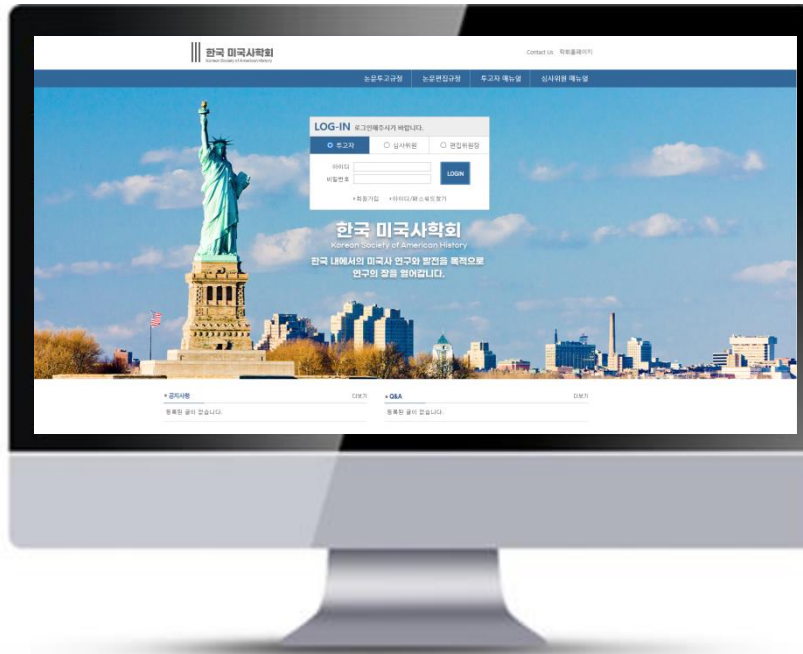 한국 미국사학회
Korean Society of American History
Contact Us 학회홈페이지
논문투고규정 논문편집규정 투고자 매뉴얼 심사위원 매뉴얼
LOG-IN 로그인해주시기 바랍니다.
투고자 심사위원 편집위원장
아이디
비밀번호
LOGIN
회원가입 아이디/패스워드찾기
한국 미국사학회
Korean Society of American History
한국 내에서의 미국사 연구와 발전을 목적으로
연구의 장을 열어갑니다.
공지사항 더보기
등록된 글이 없습니다.
Q&A 더보기
등록된 글이 없습니다.